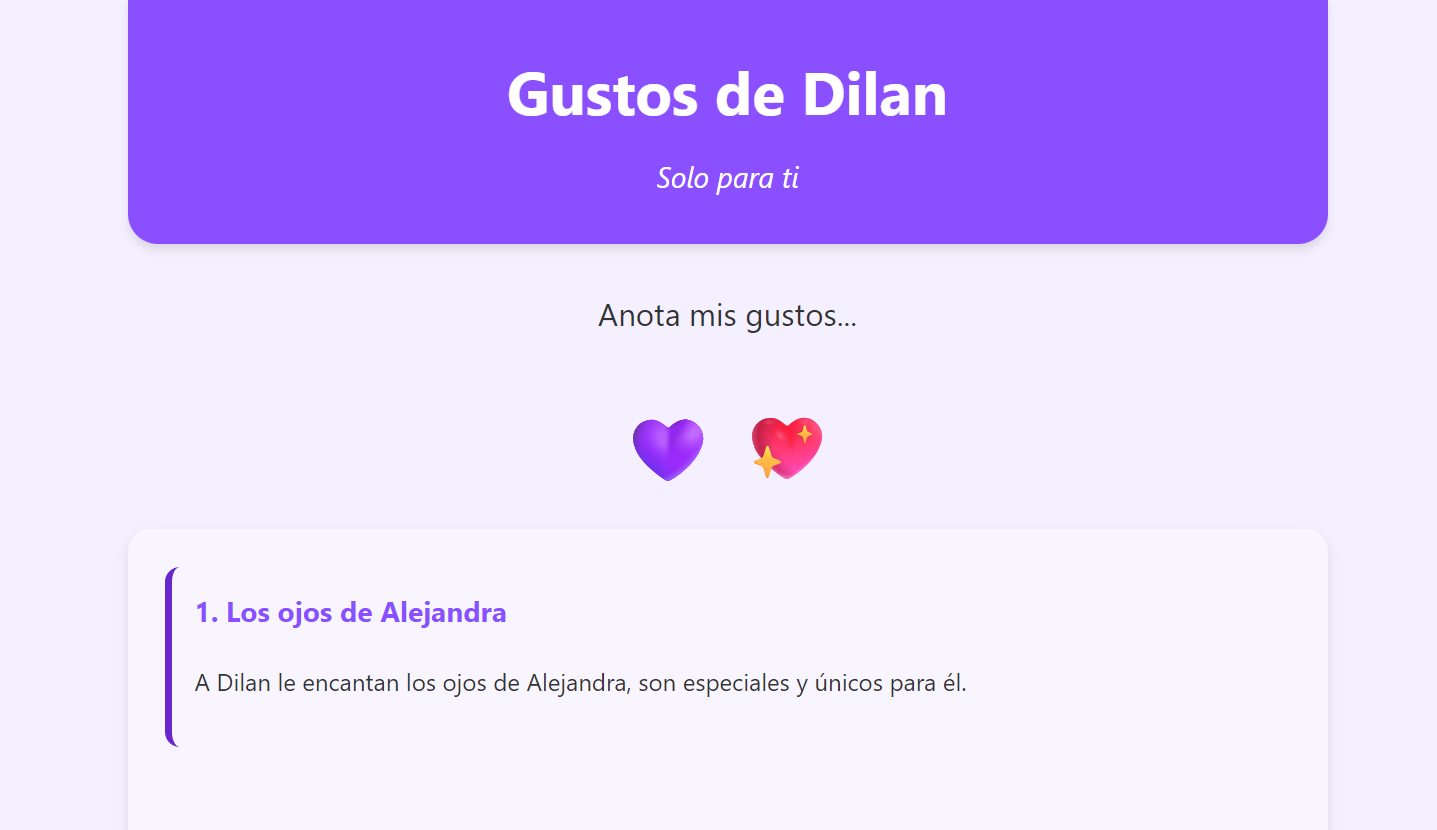 Gustos de Dilan
Solo para ti
Anota mis gustos...
1. Los ojos de Alejandra
A Dilan le encantan los ojos de Alejandra, son especiales y únicos para él.